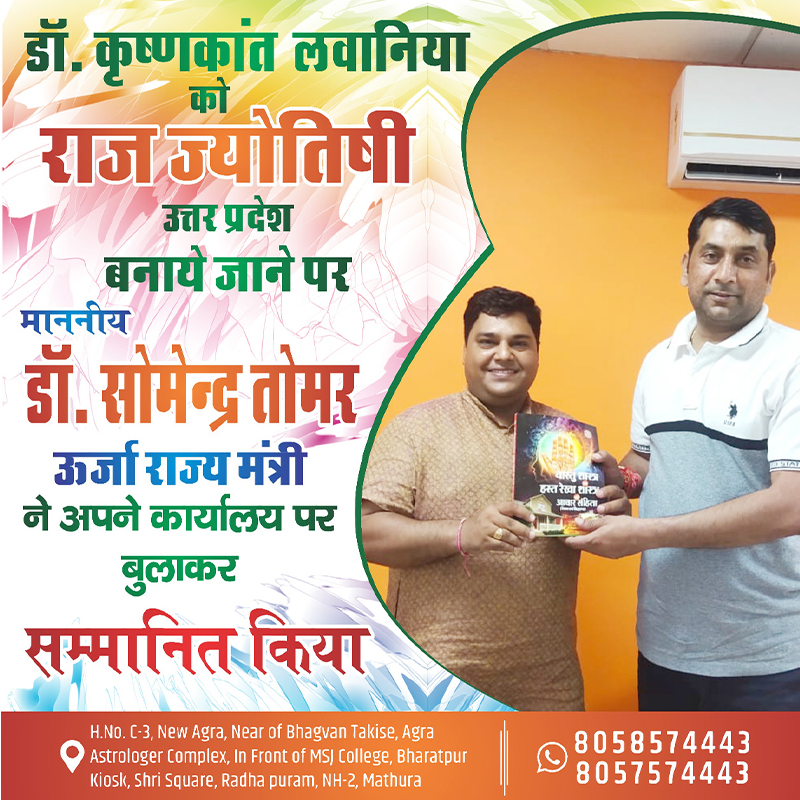 डॉ. कृष्णकांत लवानिया
को
राज ज्योतिषी
उत्तर प्रदेश
बनाये जाने पर
माननीय
डॉ. सोमेन्द्र तोमर
ऊर्जा राज्य मंत्री
ने अपने कार्यालय पर
बुलाकर
सम्मानित किया
वास्तु शास्त्र
हस्त रेखा शास्त्र
आचार संहिता
H.No. C-3, New Agra, Near of Bhagvan Takise, Agra
Astrologer Complex, In Front of MSJ College, Bharatpur
Kiosk, Shri Square, Radha puram, NH-2, Mathura
8058574443
8057574443